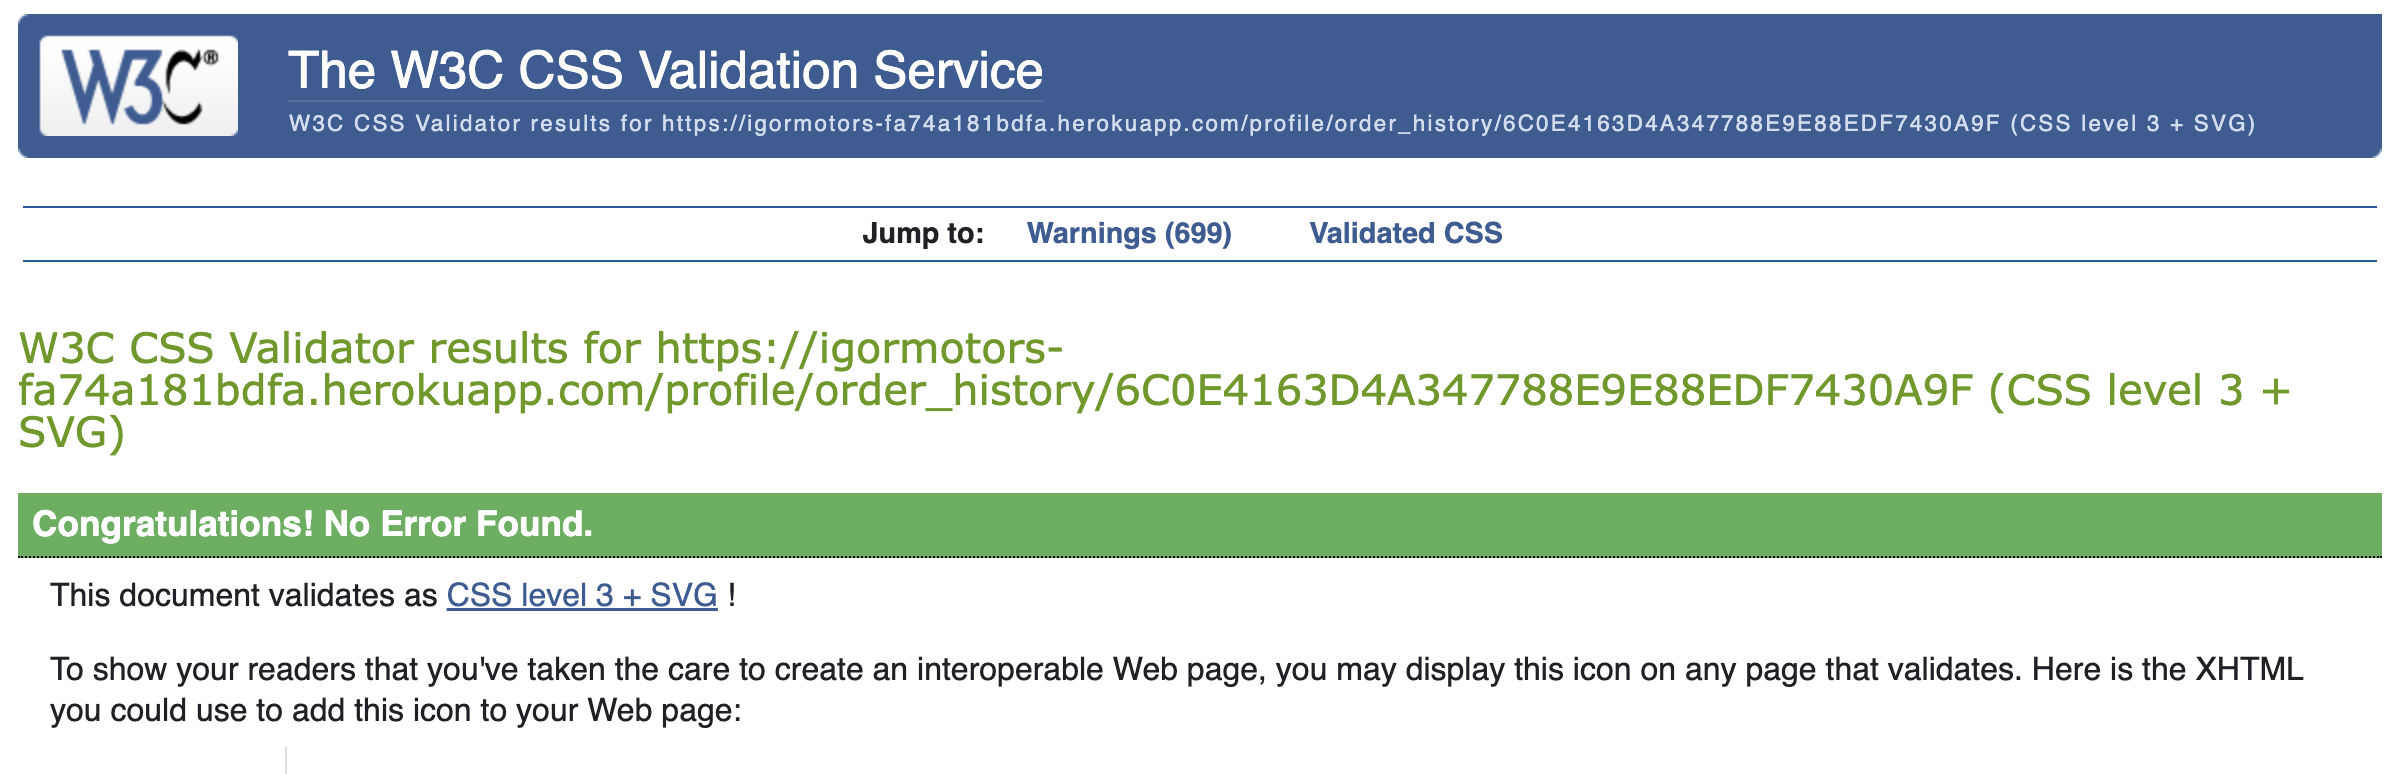 W3C®
The W3C CSS Validation Service
W3C CSS Validator results for https://igormotors-fa74a181bdfa.herokuapp.com/profile/order_history/6C0E4163D4A347788E9E88EDF7430A9F (CSS level 3 + SVG)
Jump to: Warnings (699) Validated CSS
W3C CSS Validator results for https://igormotors-
fa74a181bdfa.herokuapp.com/profile/order_history/6C0E4163D4A347788E9E88EDF7430A9F (CSS level 3 +
SVG)
Congratulations! No Error Found.
This document validates as CSS level 3 + SVG !
To show your readers that you've taken the care to create an interoperable Web page, you may display this icon on any page that validates. Here is the XHTML
you could use to add this icon to your Web page: